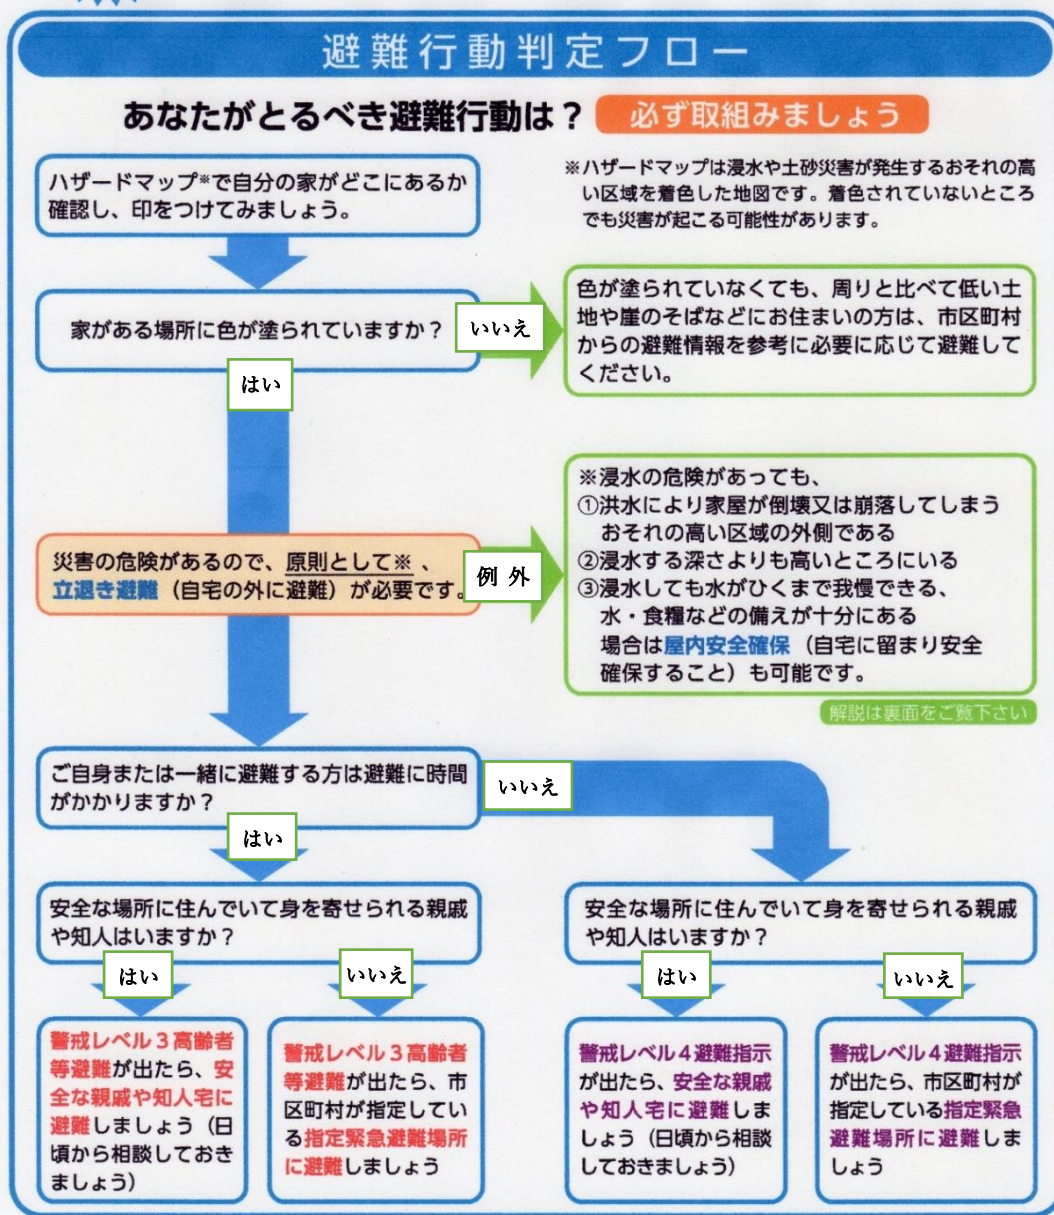 避難行動判定フロー
あなたがとるべき避難行動は?
必ず取組みましょう
ハザードマップ※で自分の家がどこにあるか
確認し、印をつけてみましょう。
※ハザードマップは浸水や土砂災害が発生するおそれの高
い区域を着色した地図です。着色されていないところ
でも災害が起こる可能性があります。
家がある場所に色が塗られていますか?
いいえ
色が塗られていなくても、周りと比べて低い土
地や崖のそばなどにお住まいの方は、市区町村
からの避難情報を参考に必要に応じて避難して
ください。
はい
災害の危険があるので、原則として※、
立退き避難(自宅の外に避難)が必要です。
例外
※浸水の危険があっても、
①洪水により家屋が倒壊又は崩落してしまう
おそれの高い区域の外側である
②浸水する深さよりも高いところにいる
③浸水しても水がひくまで我慢できる、
水・食糧などの備えが十分にある
場合は屋内安全確保(自宅に留まり安全
確保すること)も可能です。
解説は裏面をご覧下さい
ご自身または一緒に避難する方は避難に時間
がかかりますか?
いいえ
はい
安全な場所に住んでいて身を寄せられる親戚
や知人はいますか?
はい
いいえ
安全な場所に住んでいて身を寄せられる親戚
や知人はいますか?
はい
いいえ
警戒レベル3高齢者
等避難が出たら、安
全な親戚や知人宅に
避難しましょう(日
頃から相談しておき
ましょう)
警戒レベル3高齢者
等避難が出たら、市
区町村が指定してい
る指定緊急避難場所
に避難しましょう
警戒レベル4避難指示
が出たら、安全な親戚
や知人宅に避難しま
しょう(日頃から相談
しておきましょう)
警戒レベル4避難指示
が出たら、市区町村が
指定している指定緊急
避難場所に避難しま
しょう